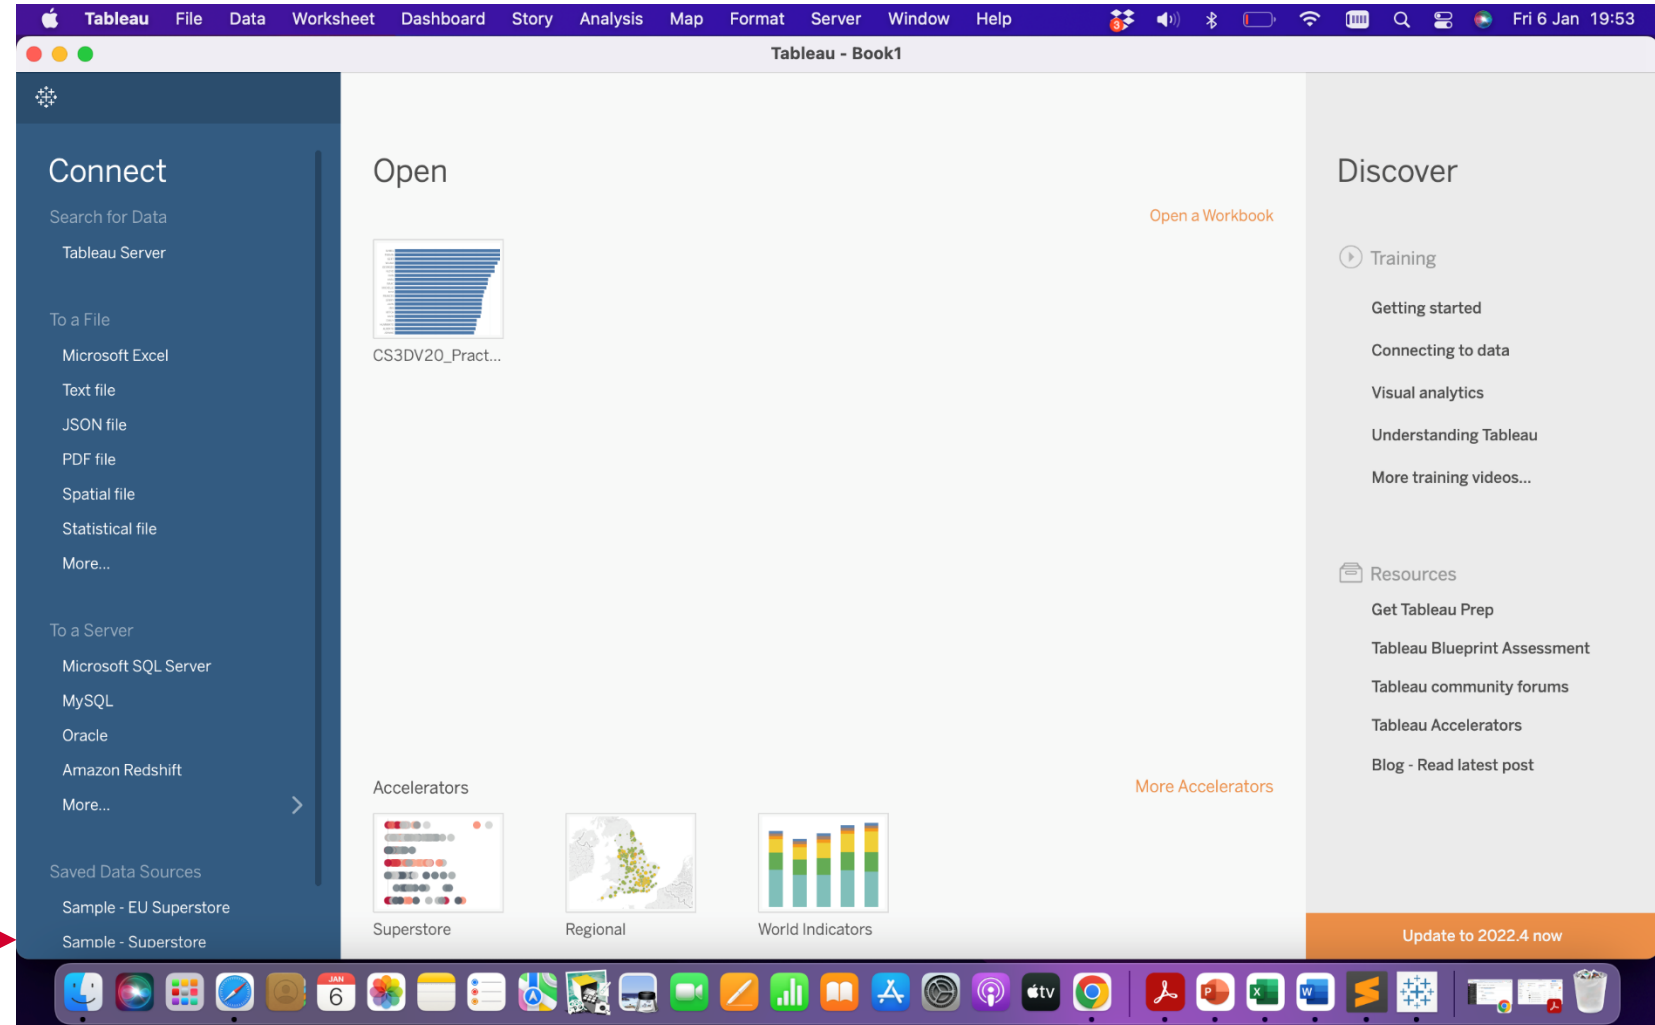 Tableau File Data Worksheet Dashboard Story Analysis Map Format Server Window Help 3 Fri 6 Jan 19:53
Tableau - Book1
Connect
Search for Data
Tableau Server
To a File
Microsoft Excel
Text file
JSON file
PDF file
Spatial file
Statistical file
More...
To a Server
Microsoft SQL Server
MySQL
Oracle
Amazon Redshift
More...
Saved Data Sources
Sample - EU Superstore
Sample - Superstore
Open
Open a Workbook
CS3DV20_Pract...
Accelerators
More Accelerators
Superstore
Regional
World Indicators
Discover
Training
Getting started
Connecting to data
Visual analytics
Understanding Tableau
More training videos...
Resources
Get Tableau Prep
Tableau Blueprint Assessment
Tableau community forums
Tableau Accelerators
Blog - Read latest post
Update to 2022.4 now
JAN
6
tv
P
X
W